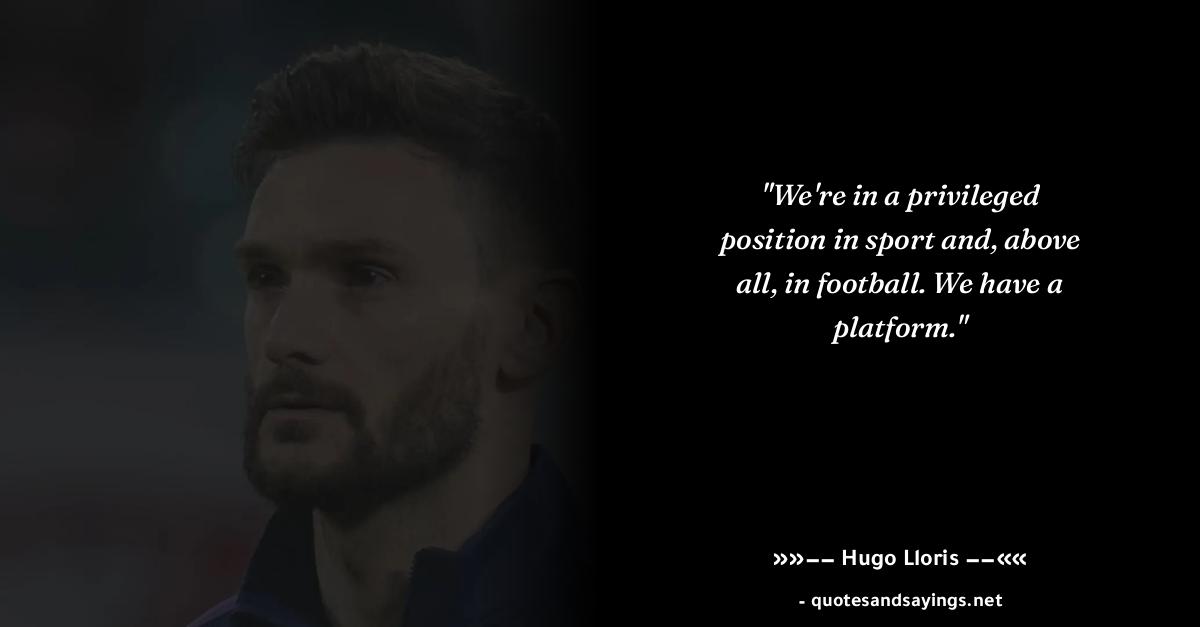 "We're in a privileged
position in sport and, above
all, in football. We have a
platform."
»»−− Hugo Lloris −−««
- quotesandsayings.net